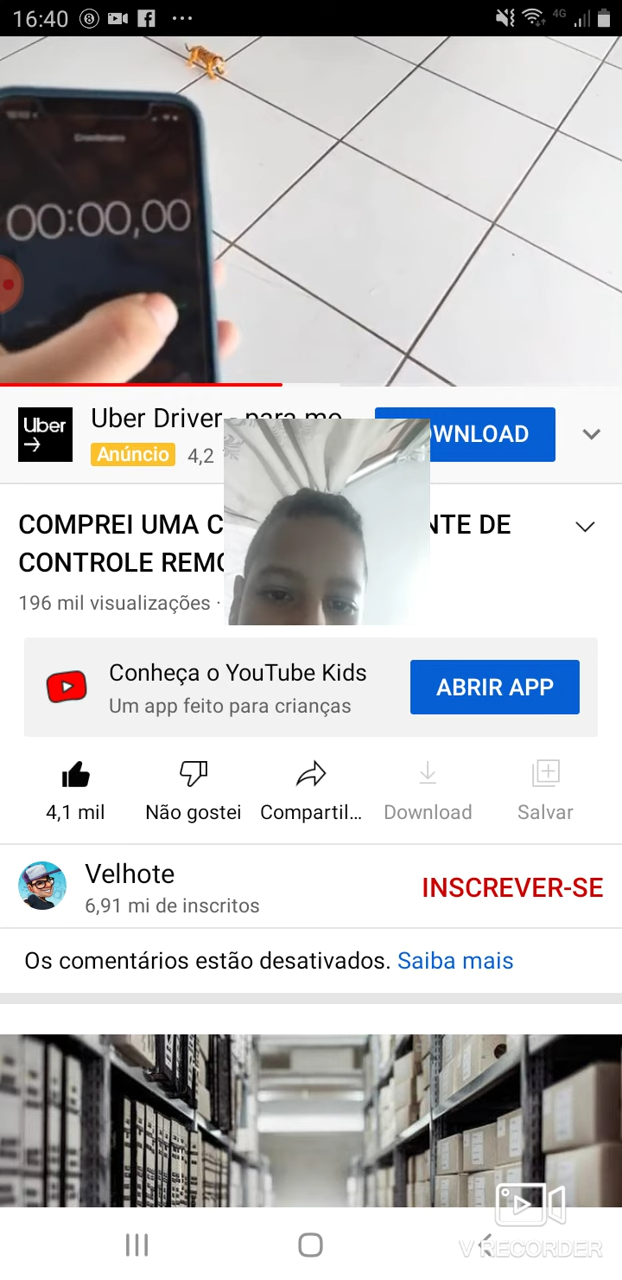 16:40
4G
00:00,00
Uber
Uber Driver - para mo
Anúncio 4,2
WNLOAD
COMPREI UMA C NTE DE
CONTROLE REMO
196 mil visualizações ·
Conheça o YouTube Kids
Um app feito para crianças
ABRIR APP
4,1 mil
Não gostei
Compartil...
Download
Salvar
Velhote
6,91 mi de inscritos
INSCREVER-SE
Os comentários estão desativados. Saiba mais
V RECORDER